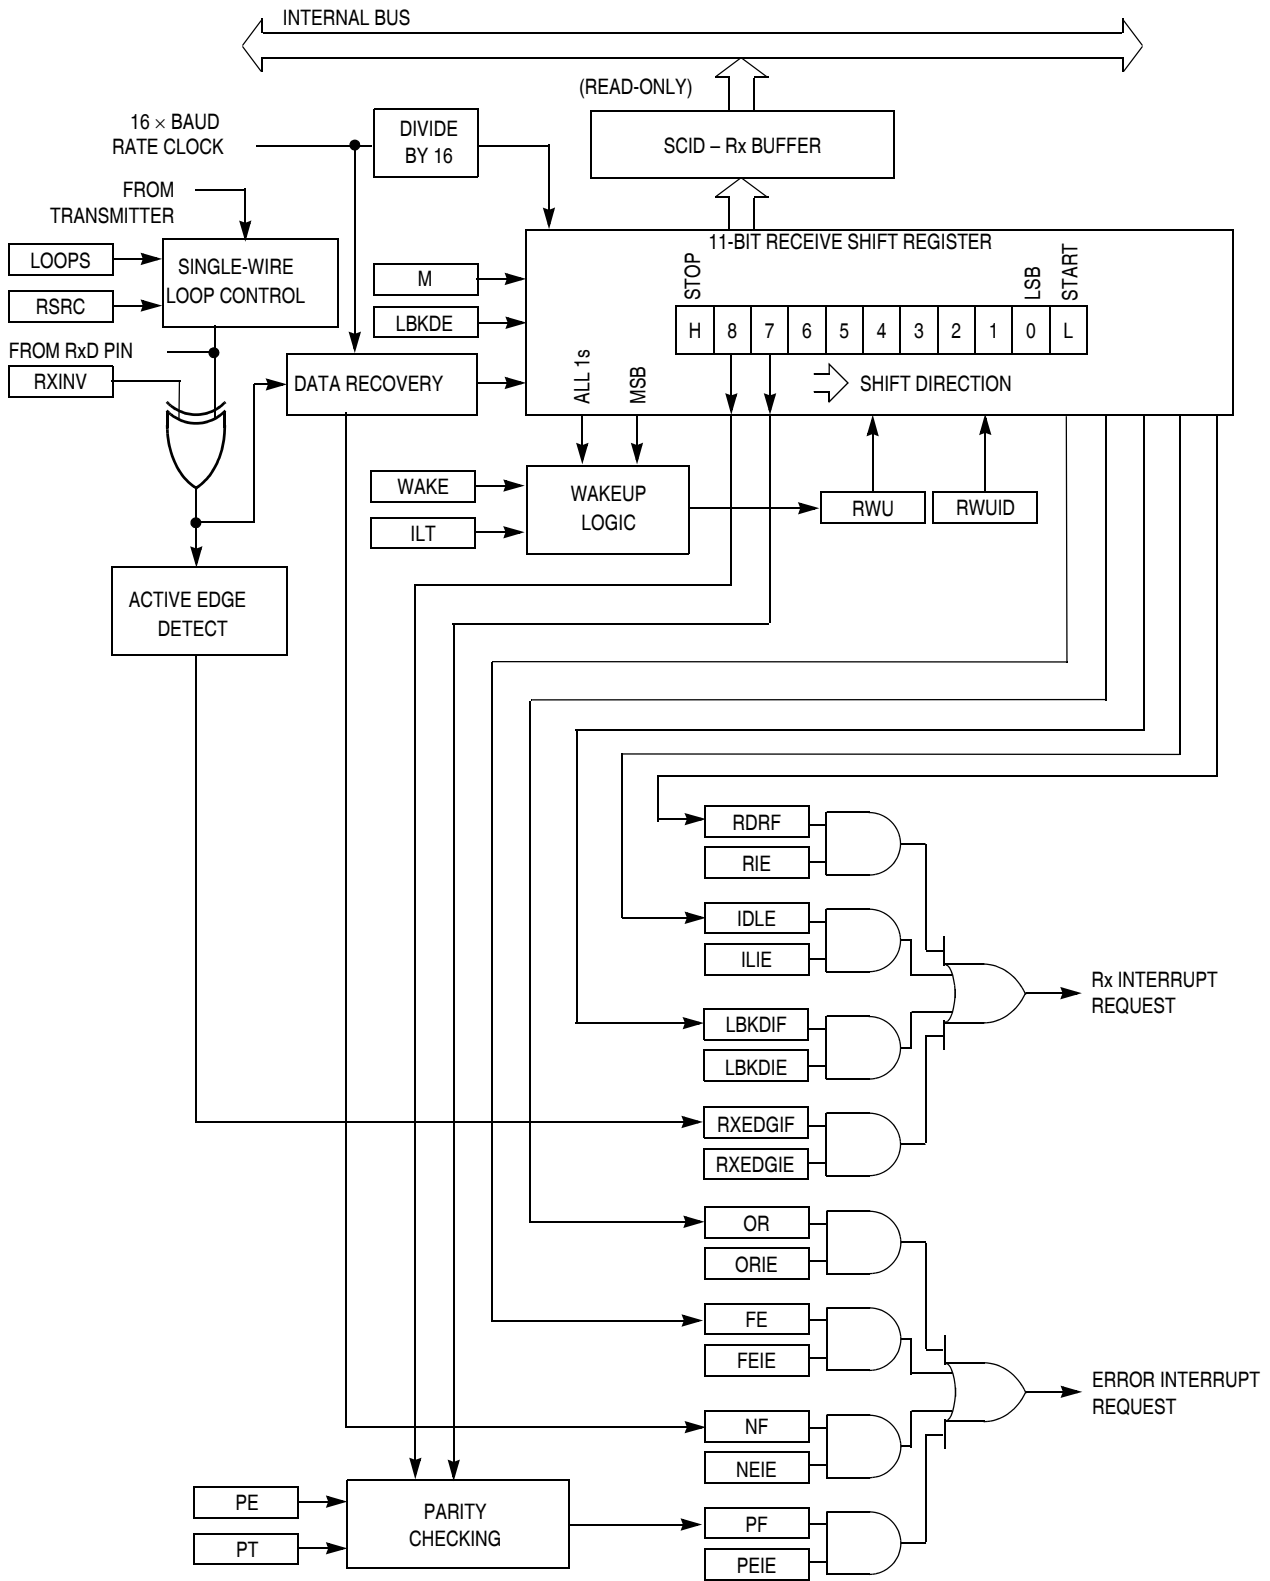 INTERNAL BUS
(READ-ONLY)
16 × BAUD
RATE CLOCK
DIVIDE
BY 16
SCID – Rx BUFFER
FROM
TRANSMITTER
11-BIT RECEIVE SHIFT REGISTER
LOOPS
RSRC
SINGLE-WIRE
LOOP CONTROL
M
LBKDE
STOP
LSB
START
H 8 7 6 5 4 3 2 1 0 L
FROM RxD PIN
RXINV
DATA RECOVERY
ALL 1s
MSB
SHIFT DIRECTION
WAKE
ILT
WAKEUP
LOGIC
RWU
RWUID
ACTIVE EDGE
DETECT
RDRF
RIE
IDLE
ILIE
Rx INTERRUPT
REQUEST
LBKDIF
LBKDIE
RXEDGIF
RXEDGIE
OR
ORIE
FE
FEIE
ERROR INTERRUPT
REQUEST
NF
NEIE
PE
PT
PARITY
CHECKING
PF
PEIE